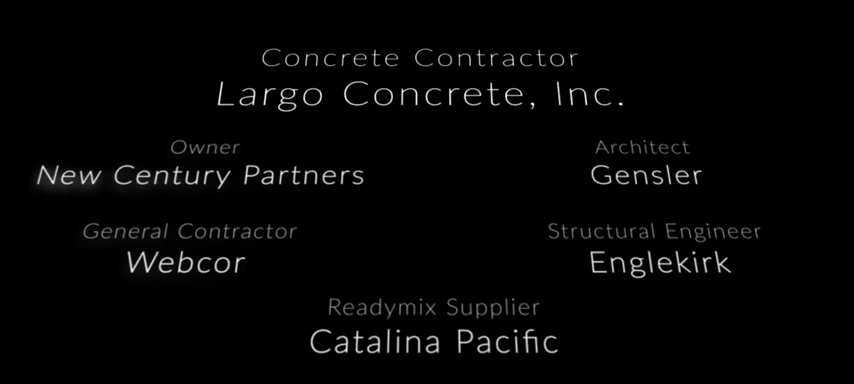 Concrete Contractor
Largo Concrete, Inc.
Owner
New Century Partners
Architect
Gensler
General Contractor
Webcor
Structural Engineer
Englekirk
Readymix Supplier
Catalina Pacific